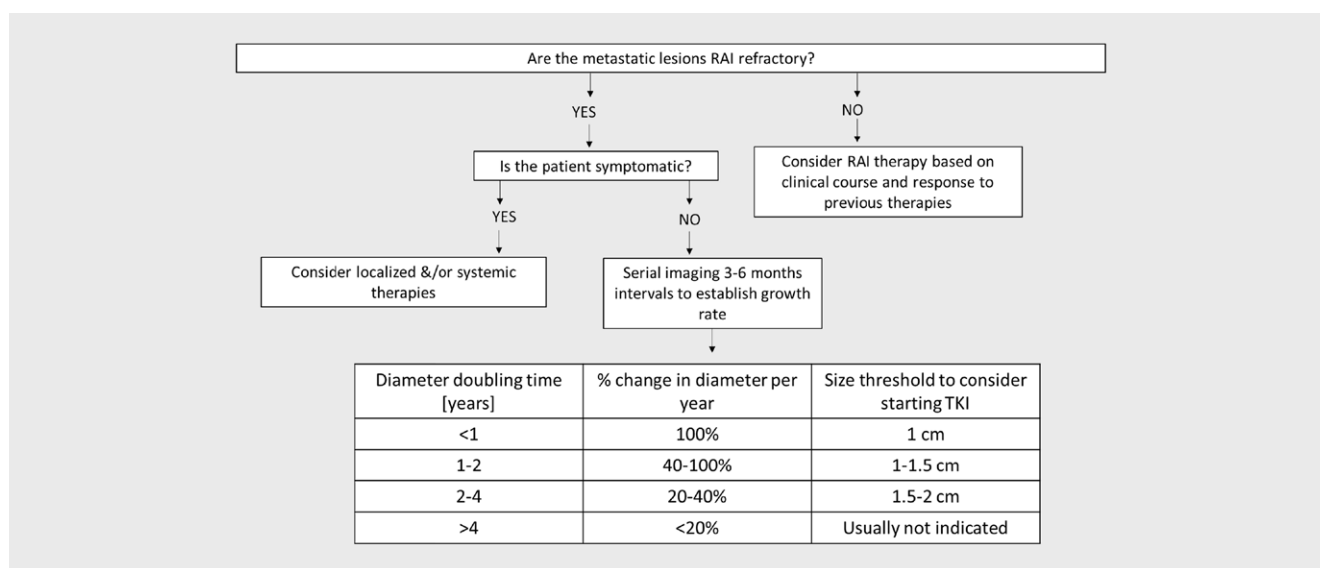 Are the metastatic lesions RAI refractory?
YES
NO
Is the patient symptomatic?
Consider RAI therapy based on
clinical course and response to
previous therapies
YES
NO
Consider localized &/or systemic
therapies
Serial imaging 3-6 months
intervals to establish growth
rate
Diameter doubling time
[years]
% change in diameter per
year
Size threshold to consider
starting TKI
<1
100%
1 cm
1-2
40-100%
1-1.5 cm
2-4
20-40%
1.5-2 cm
>4
<20%
Usually not indicated